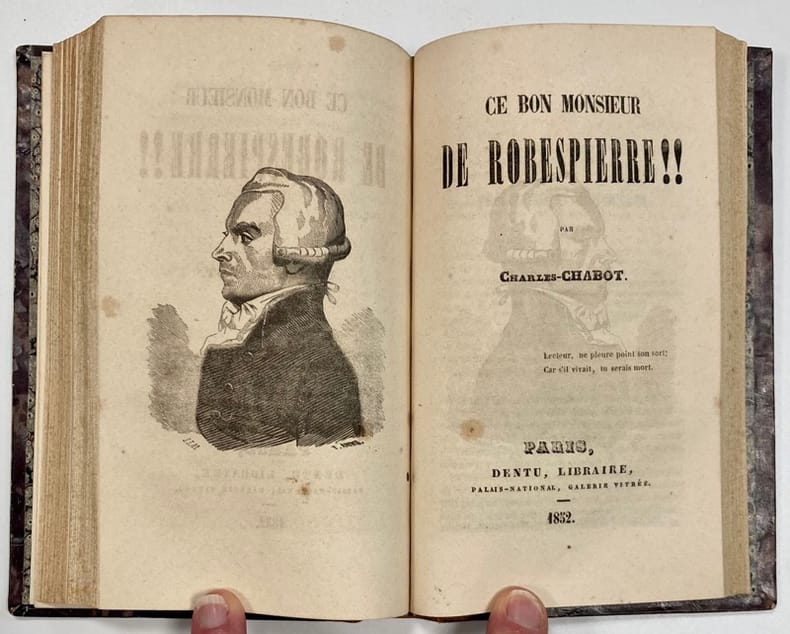 CE BON MONSIEUR
DE ROBESPIERRE!!
PAR
CHARLES-CHABOT.
Lecteur, ne pleure point son sort;
Car s'il vivait, tu serais mort.
PARIS,
DENTU, LIBRAIRE,
PALAIS-NATIONAL, GALERIE VITRÉE.
1852.